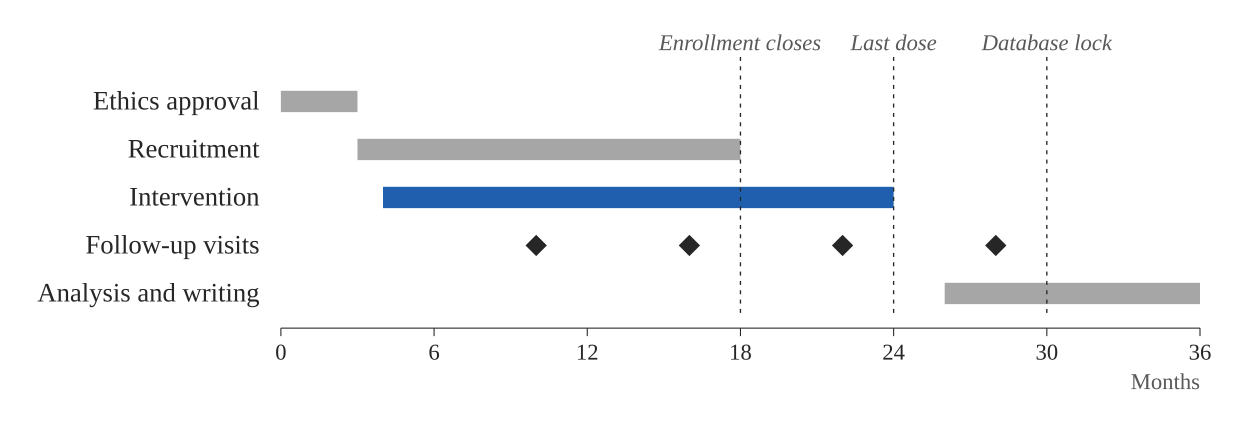 Enrollment closes Last dose Database lock
Ethics approval
Recruitment
Intervention
Follow-up visits
Analysis and writing
0 6 12 18 24 30 36
Months